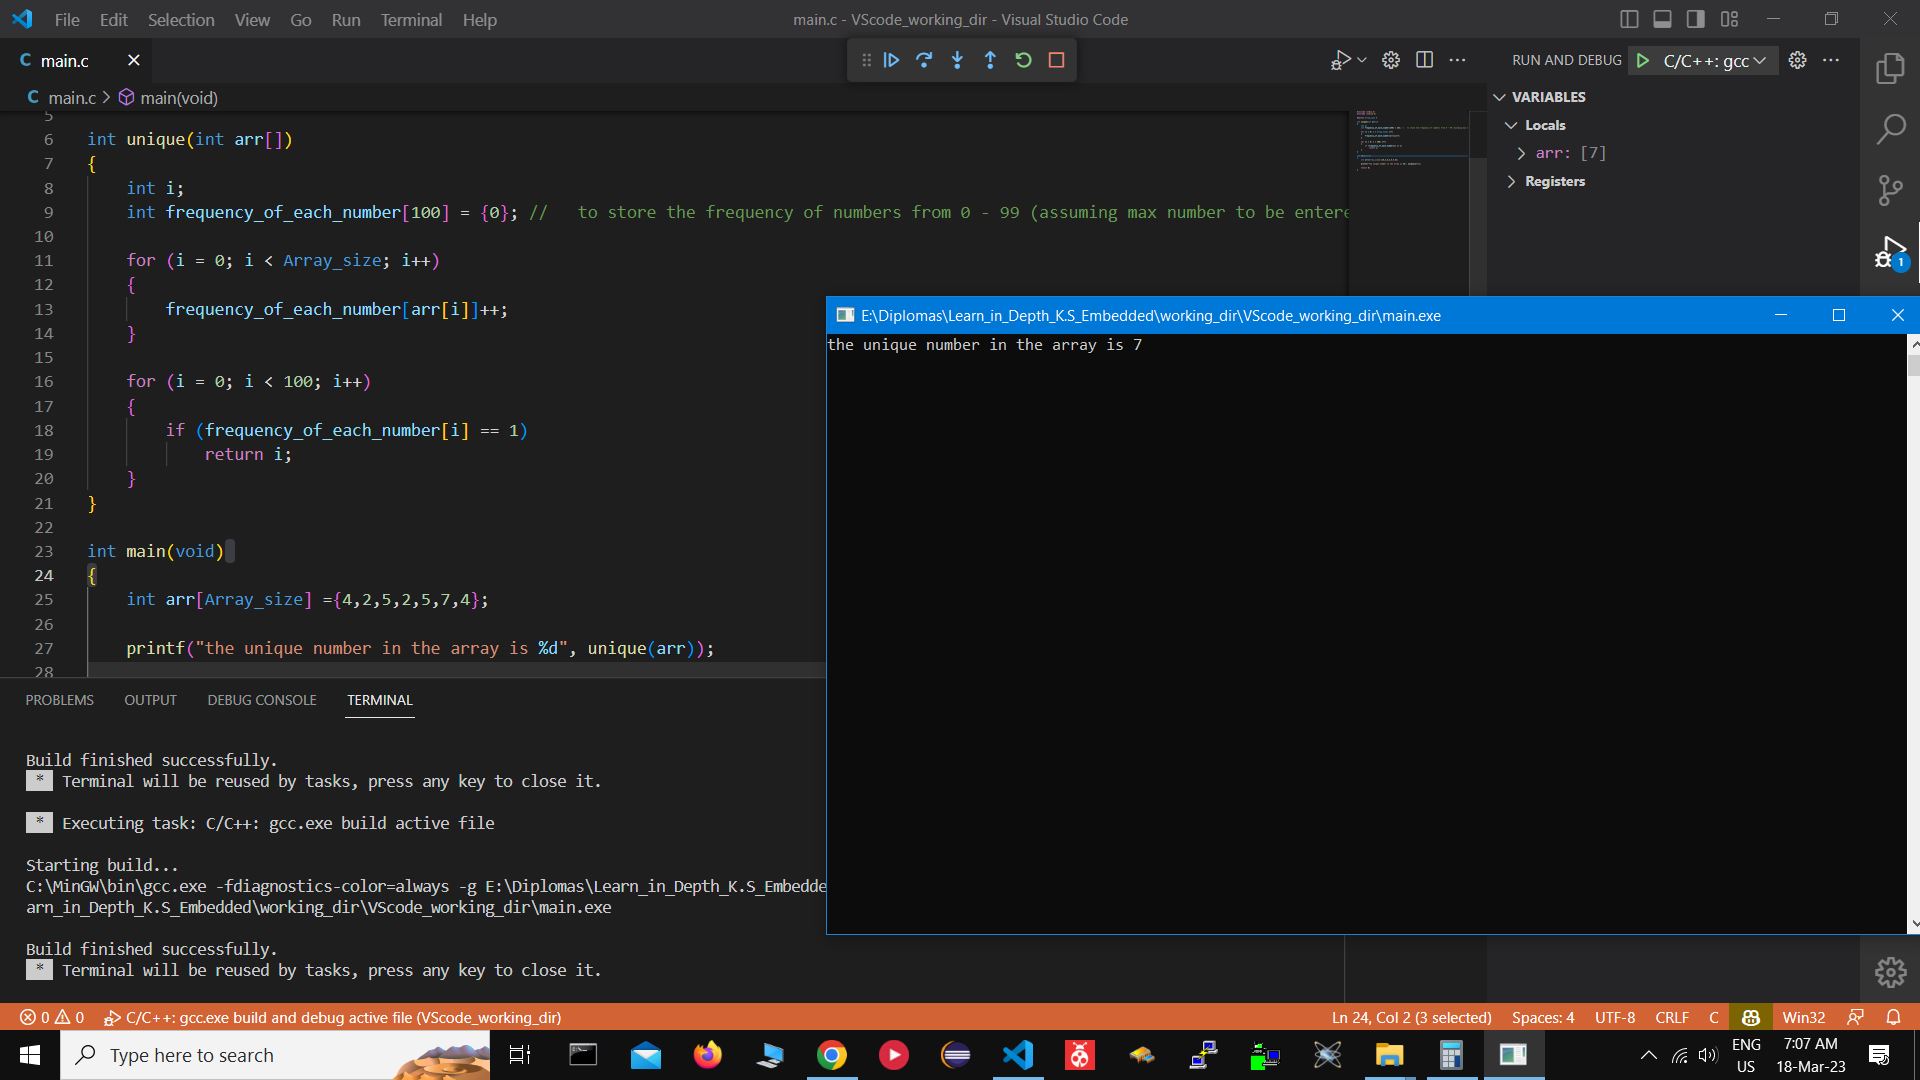 File Edit Selection View Go Run Terminal Help
main.c - VScode_working_dir - Visual Studio Code
C main.c
RUN AND DEBUG C/C++: gcc
C main.c > main(void)
5
6 int unique(int arr[])
7 {
8 int i;
9 int frequency_of_each_number[100] = {0}; // to store the frequency of numbers from 0 - 99 (assuming max number to be entere
10
11 for (i = 0; i < Array_size; i++)
12 {
13 frequency_of_each_number[arr[i]]++;
14 }
15
16 for (i = 0; i < 100; i++)
17 {
18 if (frequency_of_each_number[i] == 1)
19 return i;
20 }
21 }
22
23 int main(void)
24 {
25 int arr[Array_size] ={4,2,5,2,5,7,4};
26
27 printf("the unique number in the array is %d", unique(arr));
28
VARIABLES
Locals
arr: [7]
Registers
1
E:\Diplomas\Learn_in_Depth_K.S_Embedded\working_dir\VScode_working_dir\main.exe
the unique number in the array is 7
PROBLEMS OUTPUT DEBUG CONSOLE TERMINAL
Build finished successfully.
* Terminal will be reused by tasks, press any key to close it.
* Executing task: C/C++: gcc.exe build active file
Starting build...
C:\MinGW\bin\gcc.exe -fdiagnostics-color=always -g E:\Diplomas\Learn_in_Depth_K.S_Embedde
arn_in_Depth_K.S_Embedded\working_dir\VScode_working_dir\main.exe
Build finished successfully.
* Terminal will be reused by tasks, press any key to close it.
0 0 C/C++: gcc.exe build and debug active file (VScode_working_dir)
Ln 24, Col 2 (3 selected) Spaces: 4 UTF-8 CRLF C Win32
Type here to search
ENG
US
7:07 AM
18-Mar-23